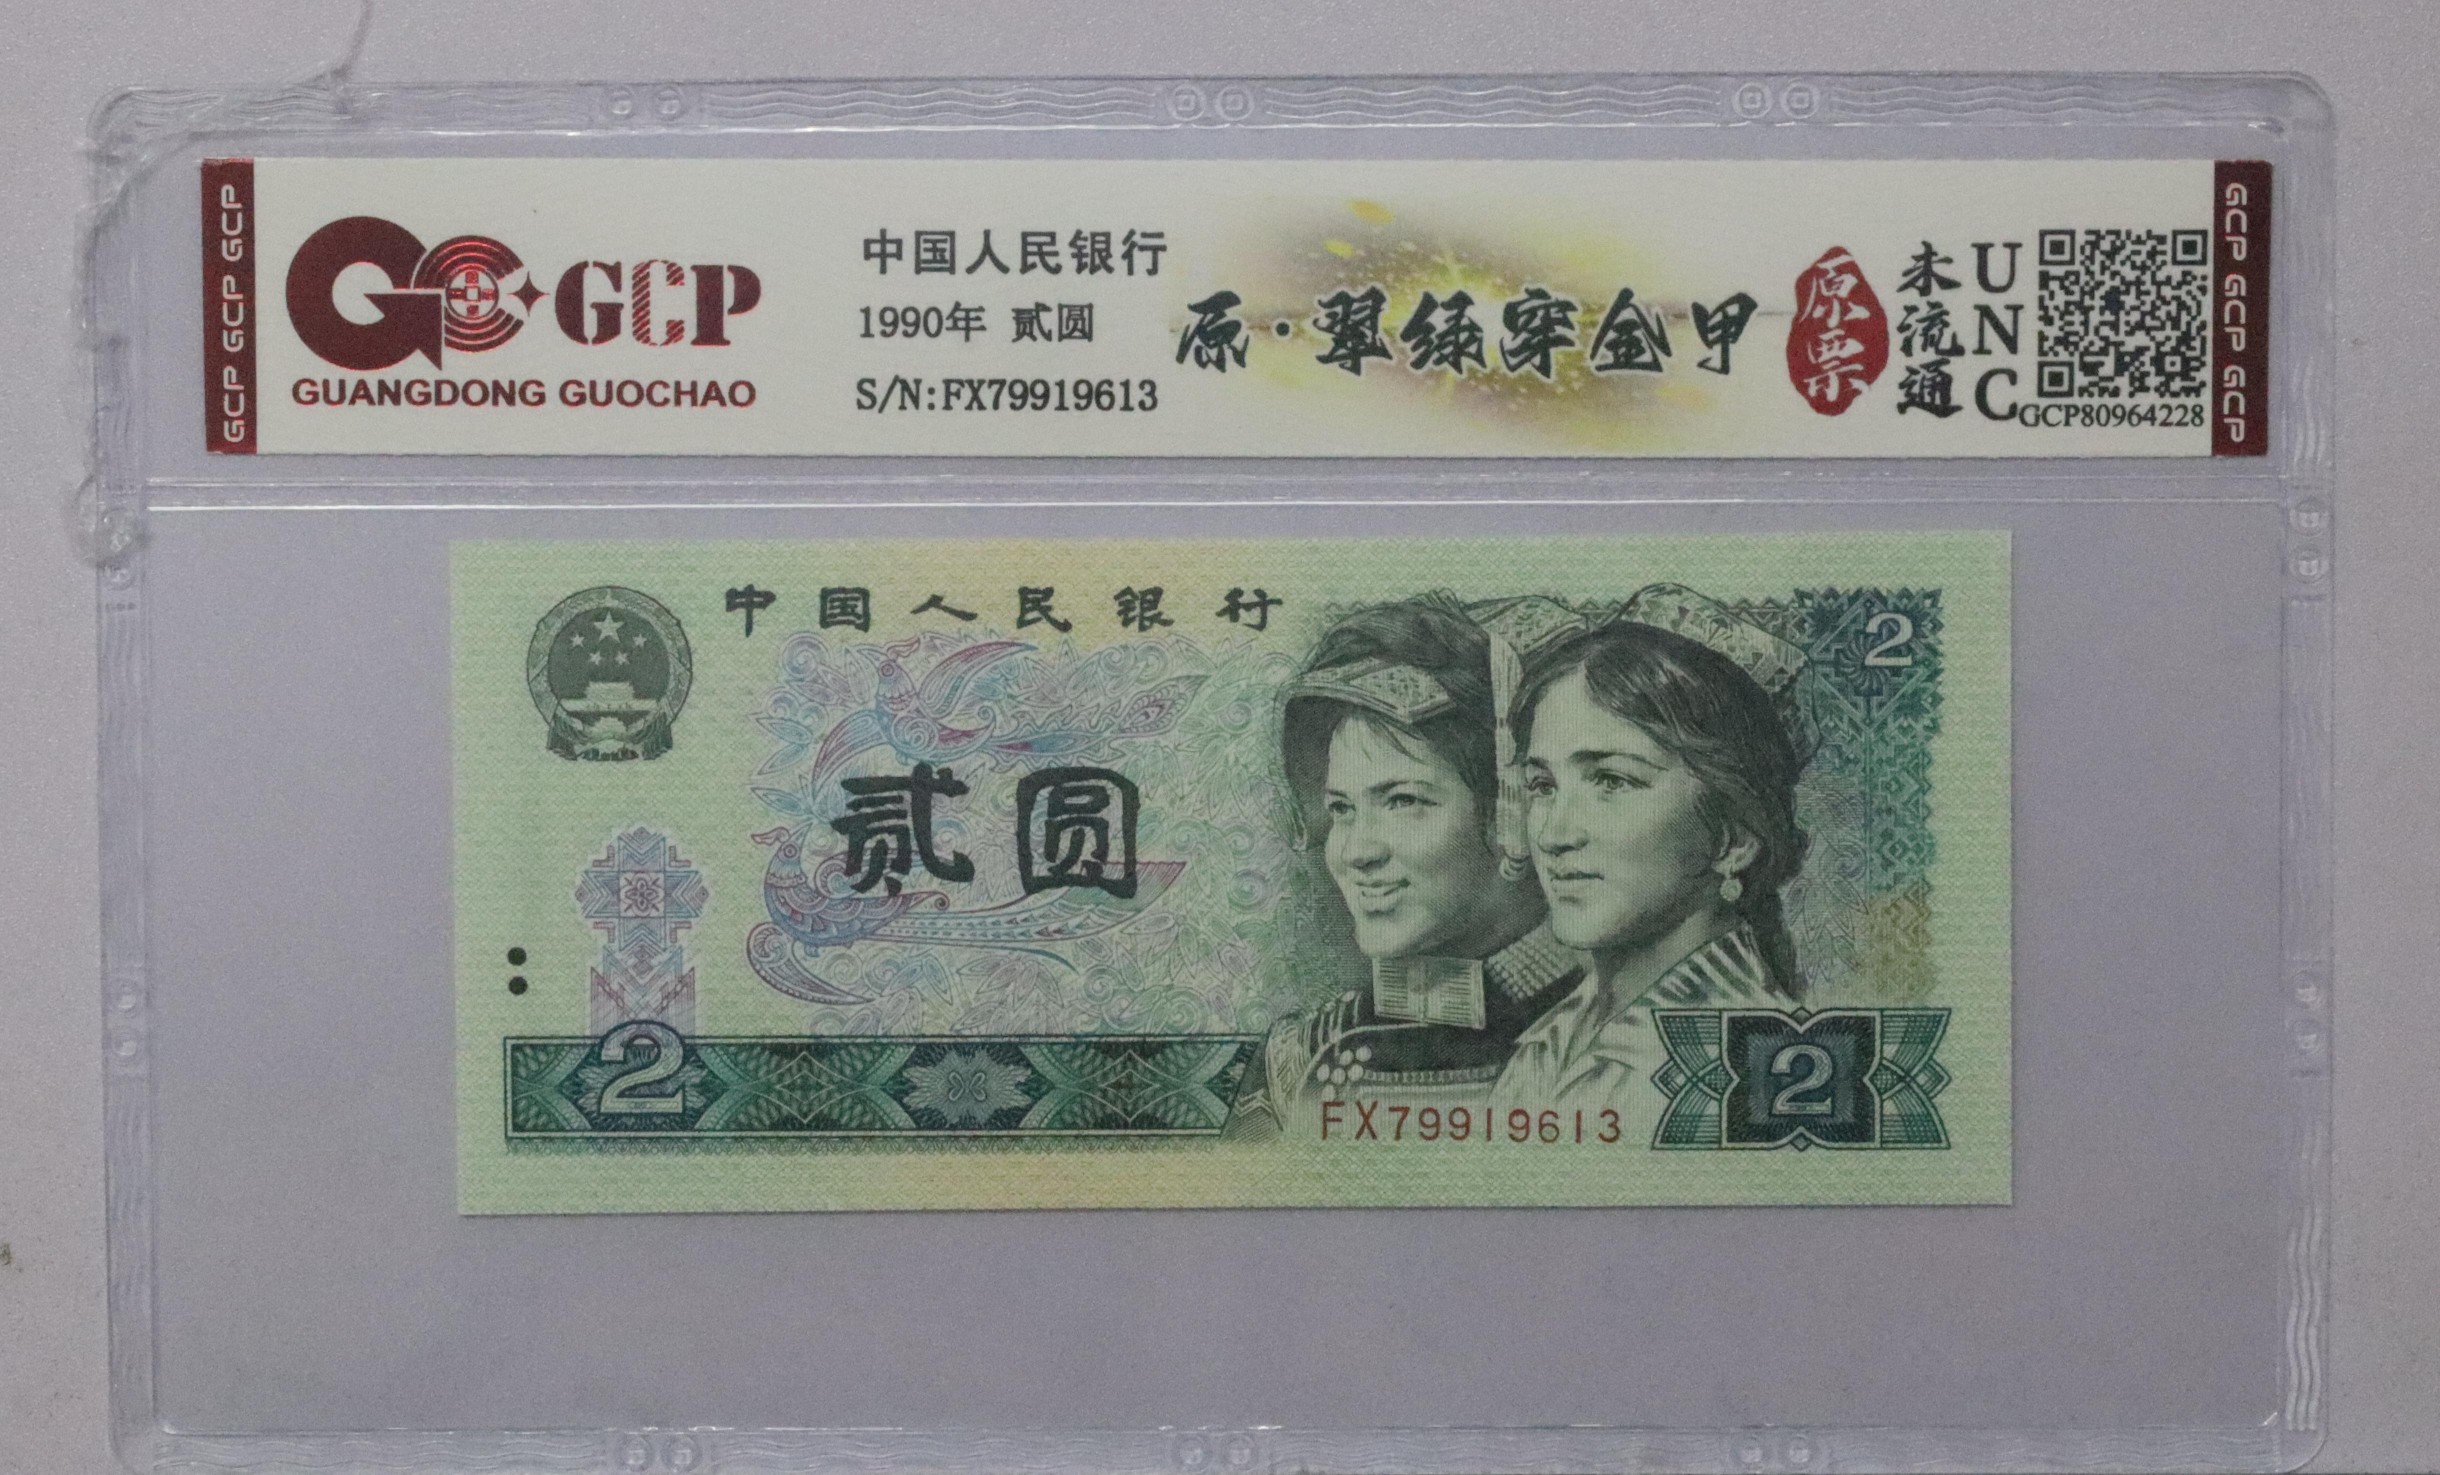 GCP GCP GCP
GCP
GUANGDONG GUOCHAO
中国人民银行
1990年 贰圆
S/N:FX79919613
原·翠绿穿金甲
原票
未流通
UNC
GCP80964228
GCP GCP GCP
中国人民银行
贰圆
2
2
2
FX79919613